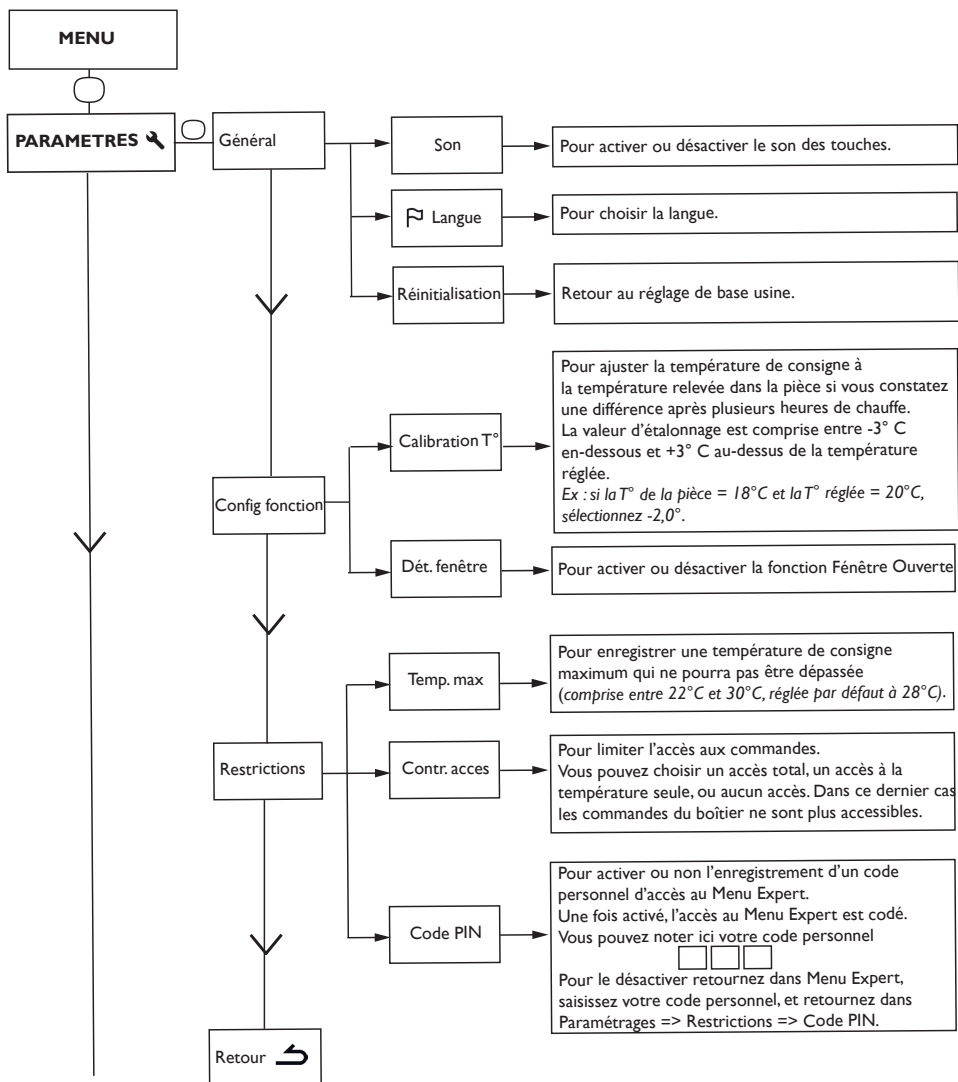 MENU
PARAMETRES
Général
Son
Pour activer ou désactiver le son des touches.
Langue
Pour choisir la langue.
Réinitialisation
Retour au réglage de base usine.
Config fonction
Calibration T°
Pour ajuster la température de consigne à
la température relevée dans la pièce si vous constatez
une différence après plusieurs heures de chauffe.
La valeur d'étalonnage est comprise entre -3° C
en-dessous et +3° C au-dessus de la température
réglée.
Ex : si la T° de la pièce = 18°C et la T° réglée = 20°C,
sélectionnez -2,0°.
Dét. fenêtre
Pour activer ou désactiver la fonction Fénêtre Ouverte
Restrictions
Temp. max
Pour enregistrer une température de consigne
maximum qui ne pourra pas être dépassée
(comprise entre 22°C et 30°C, réglée par défaut à 28°C).
Contr. acces
Pour limiter l'accès aux commandes.
Vous pouvez choisir un accès total, un accès à la
température seule, ou aucun accès. Dans ce dernier cas
les commandes du boîtier ne sont plus accessibles.
Code PIN
Pour activer ou non l'enregistrement d'un code
personnel d'accès au Menu Expert.
Une fois activé, l'accès au Menu Expert est codé.
Vous pouvez noter ici votre code personnel
Pour le désactiver retournez dans Menu Expert,
saisissez votre code personnel, et retournez dans
Paramétrages => Restrictions => Code PIN.
Retour